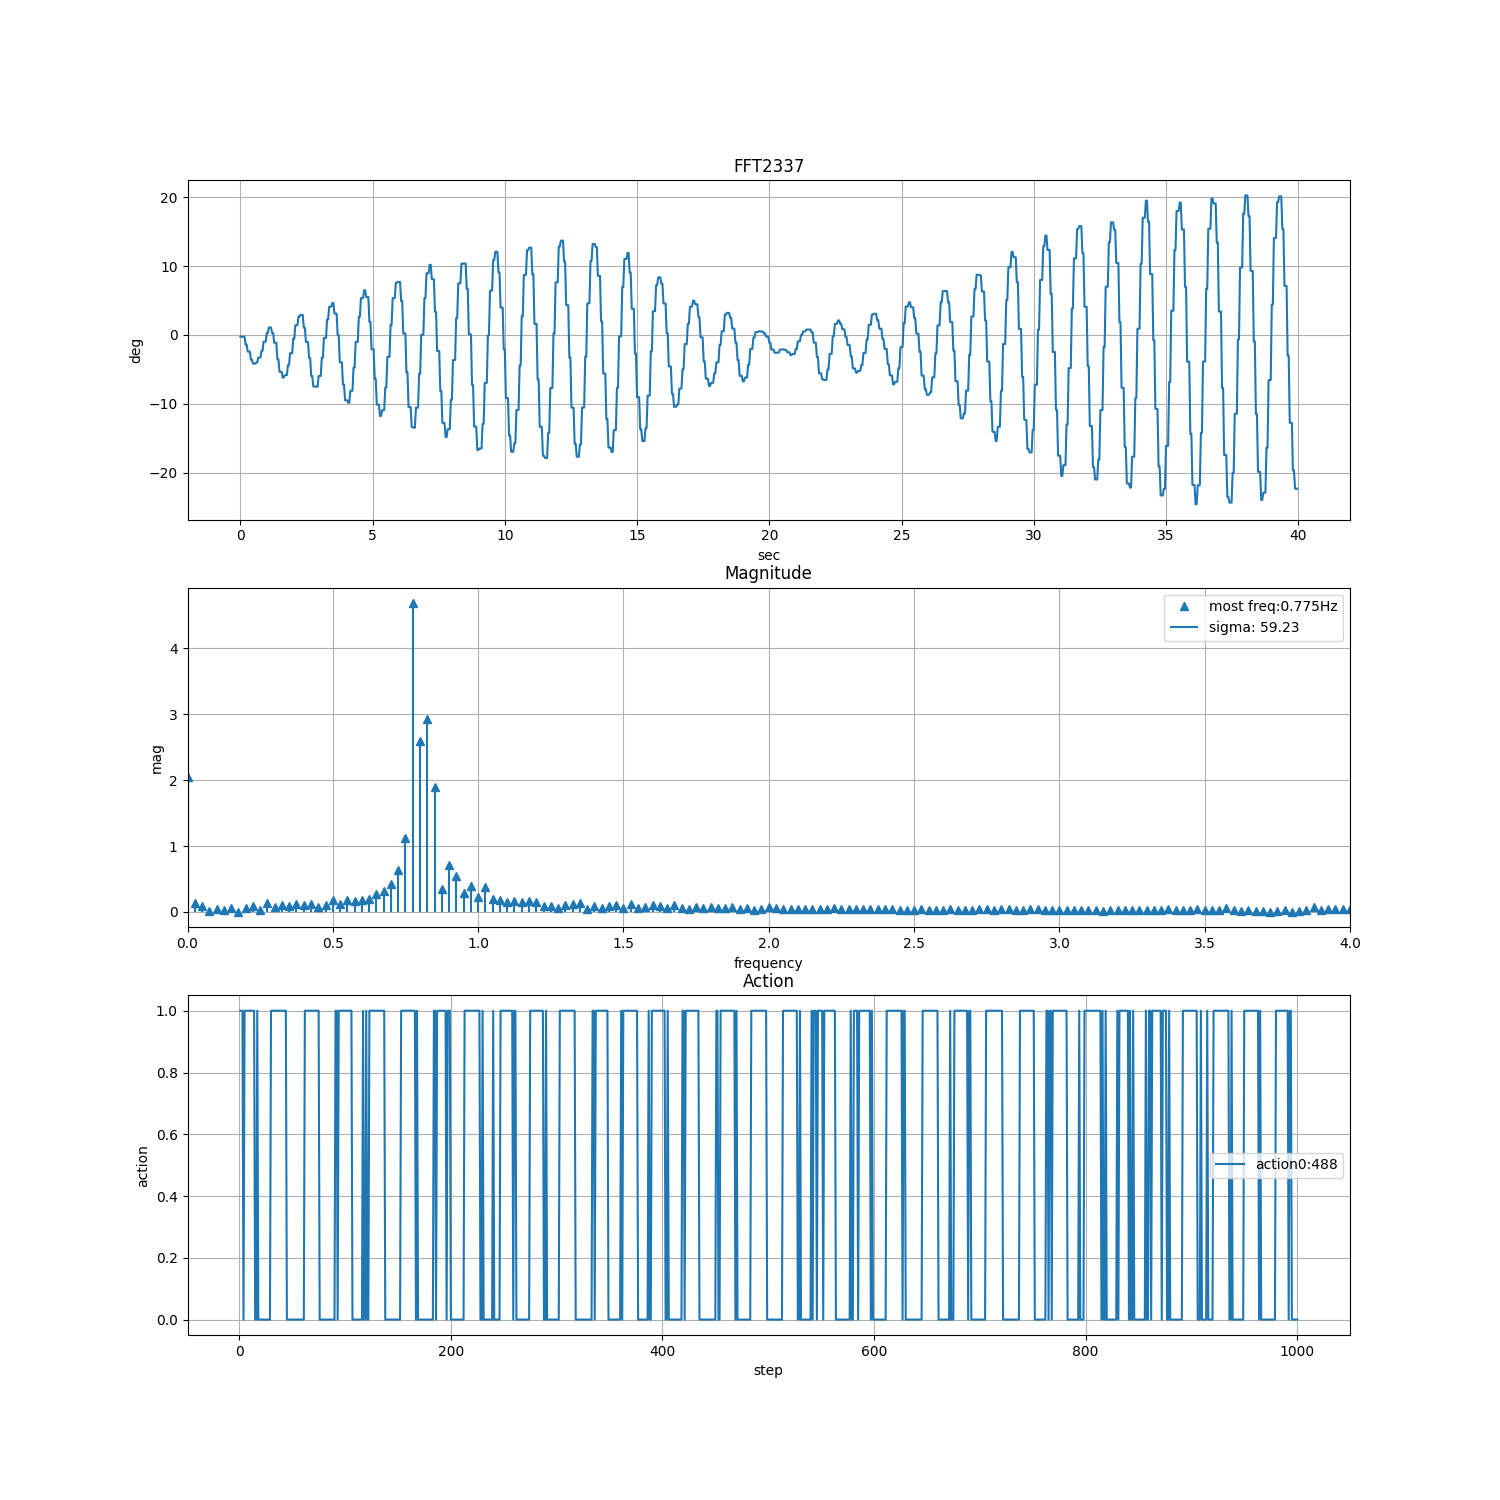 FFT2337
20
10
0
−10
−20
deg
0 5 10 15 20 25 30 35 40
sec
Magnitude
most freq:0.775Hz
sigma: 59.23
4
3
2
1
0
mag
0.0 0.5 1.0 1.5 2.0 2.5 3.0 3.5 4.0
frequency
Action
1.0
0.8
0.6
0.4
0.2
0.0
action
action0:488
0 200 400 600 800 1000
step